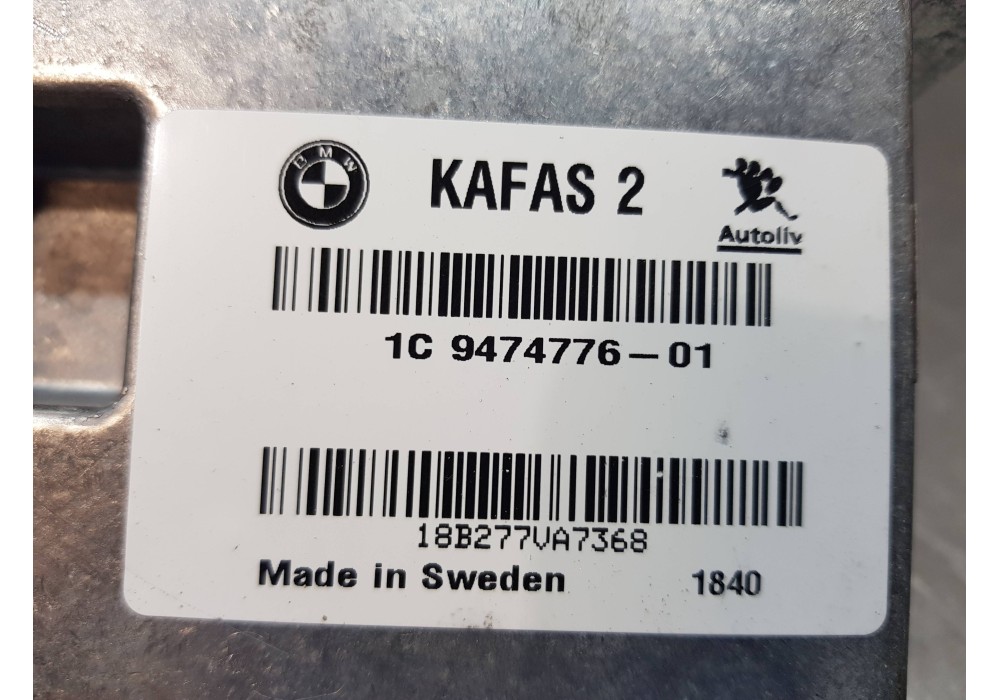 BMW
KAFAS 2
Autoliv
1C 9474776-01
18B277VA7368
Made in Sweden 1840